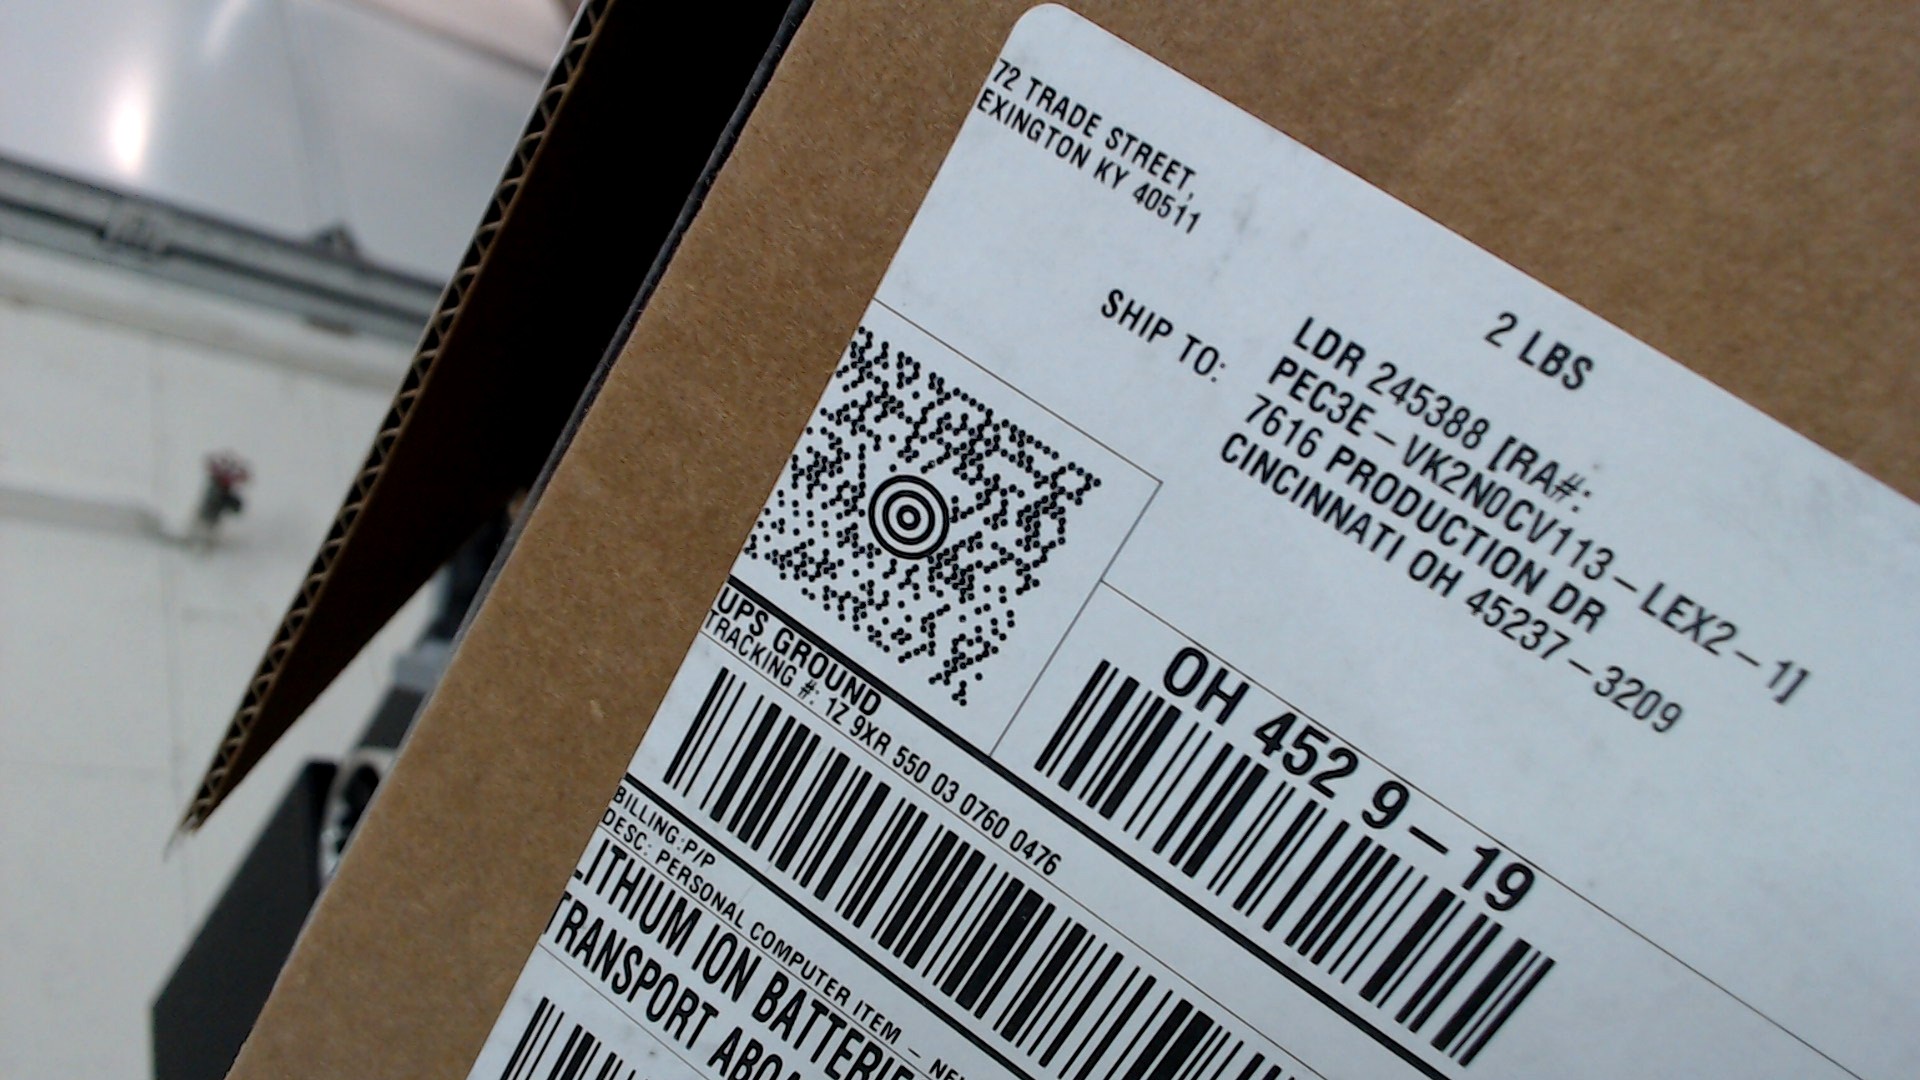 72 TRADE STREET,
EXINGTON KY 40511
2 LBS
SHIP TO:
LDR 245388 [RA#:
PEC3E-VK2N0CV113-LEX2-1]
7616 PRODUCTION DR
CINCINNATI OH 45237-3209
OH 452 9-19
UPS GROUND
TRACKING #: 1Z 9XR 550 03 0760 0476
BILLING:P/P
DESC: PERSONAL COMPUTER ITEM - NE
LITHIUM ION BATTERIE
TRANSPORT ABOA